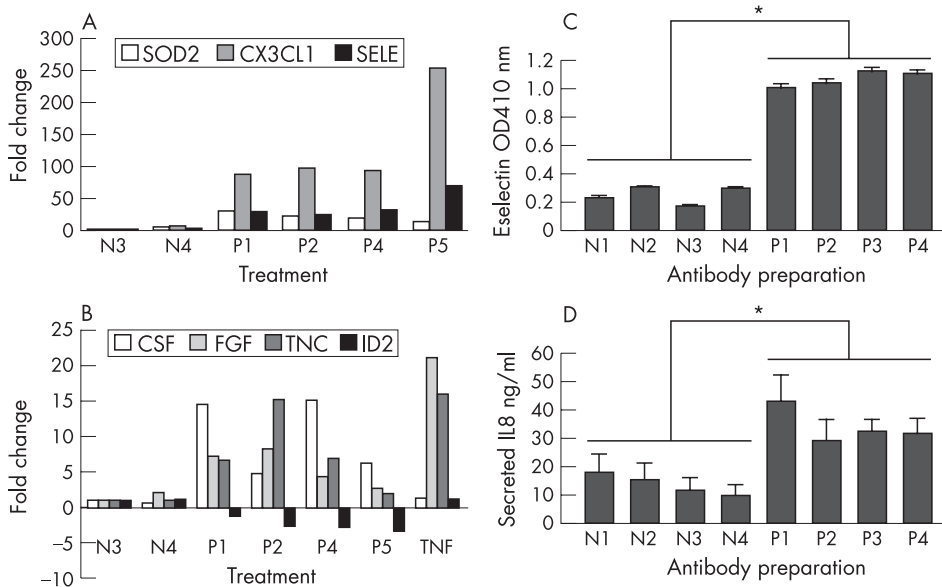 A
300
250
200
150
100
50
0
Fold change
SOD2 CX3CL1 SELE
N3 N4 P1 P2 P4 P5
Treatment
B
25
20
15
10
5
0
−5
−10
Fold change
CSF FGF TNC ID2
N3 N4 P1 P2 P4 P5 TNF
Treatment
C
*
1.2
1.0
0.8
0.6
0.4
0.2
0
Eselectin OD410 nm
N1 N2 N3 N4 P1 P2 P3 P4
Antibody preparation
D
*
60
50
40
30
20
10
0
Secreted IL8 ng/ml
N1 N2 N3 N4 P1 P2 P3 P4
Antibody preparation